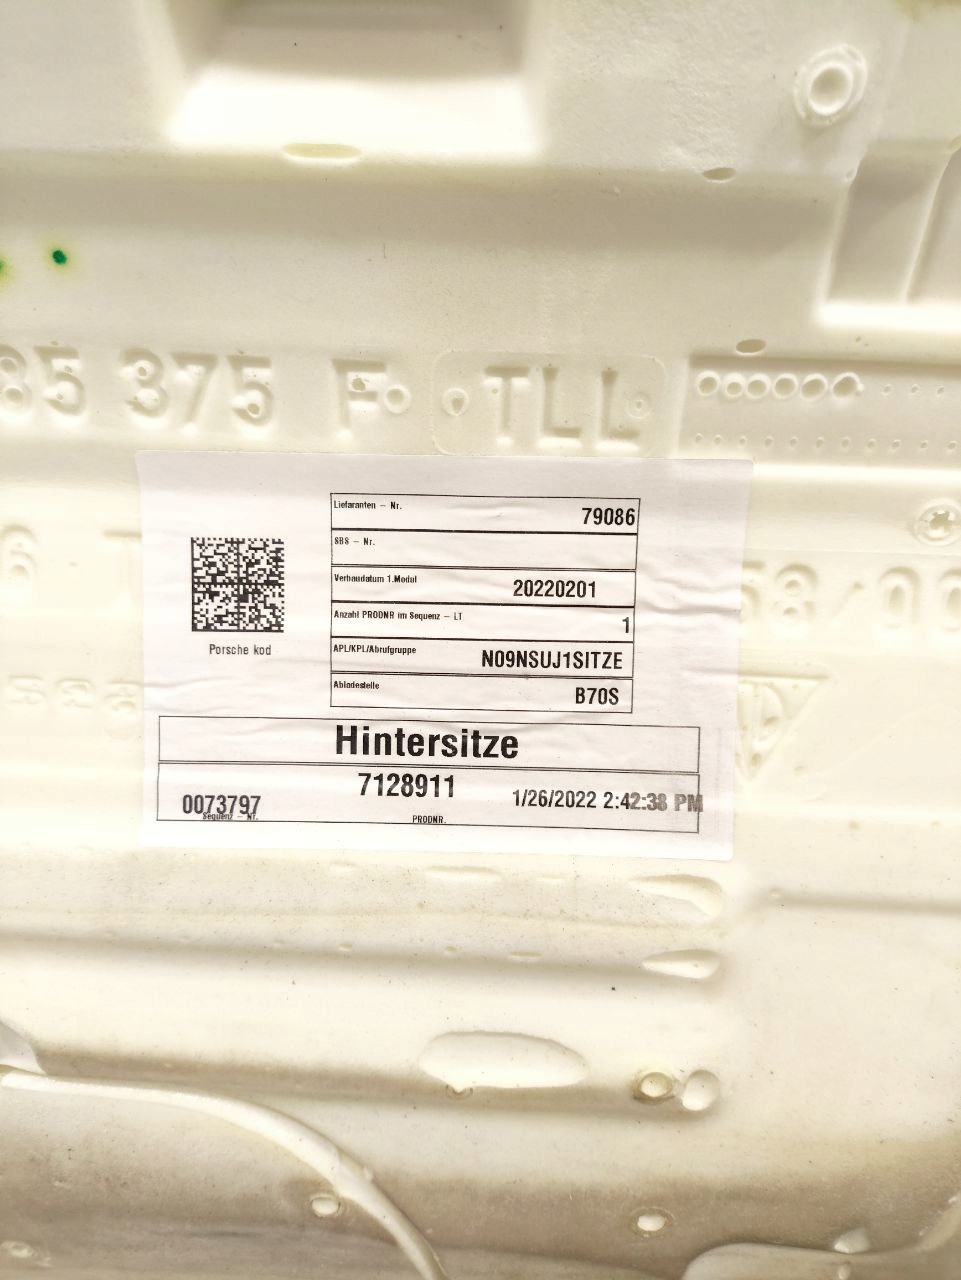 85 375 F TLL
Liefaranten - Nr.
79086
SBS - Nr.
Verbaudatum 1.Modul
20220201
Anzahl PRODNR im Sequenz - LT
1
APL/KPL/Abrufgruppe
N09NSUJ1SITZE
Abladestelle
B70S
Porsche kod
Hintersitze
7128911
0073797
1/26/2022 2:42:38 PM
Sequenz - Nr.
PRODNR.